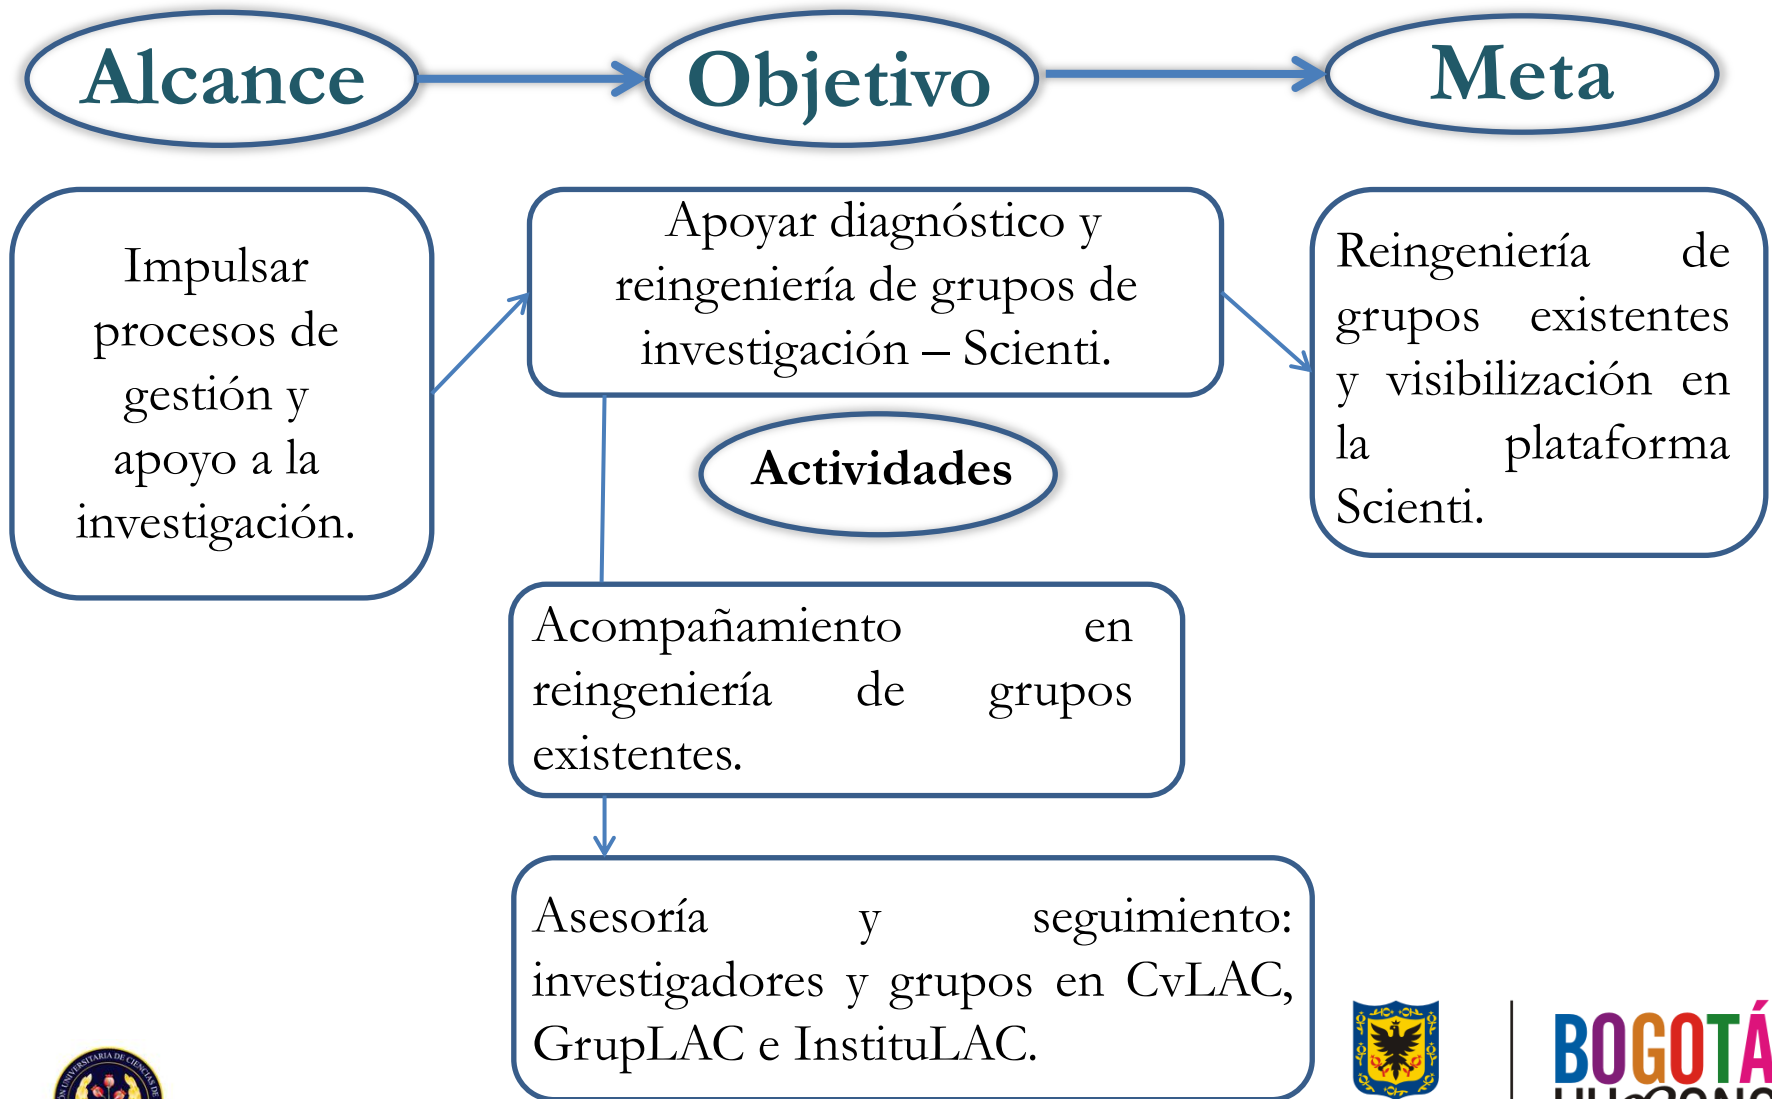 Alcance
Objetivo
Meta
Impulsar
procesos de
gestión y
apoyo a la
investigación.
Apoyar diagnóstico y
reingeniería de grupos de
investigación – Scienti.
Reingeniería de
grupos existentes
y visibilización en
la plataforma
Scienti.
Actividades
Acompañamiento en
reingeniería de grupos
existentes.
Asesoría y seguimiento:
investigadores y grupos en CvLAC,
GrupLAC e InstituLAC.
BOGOTÁ